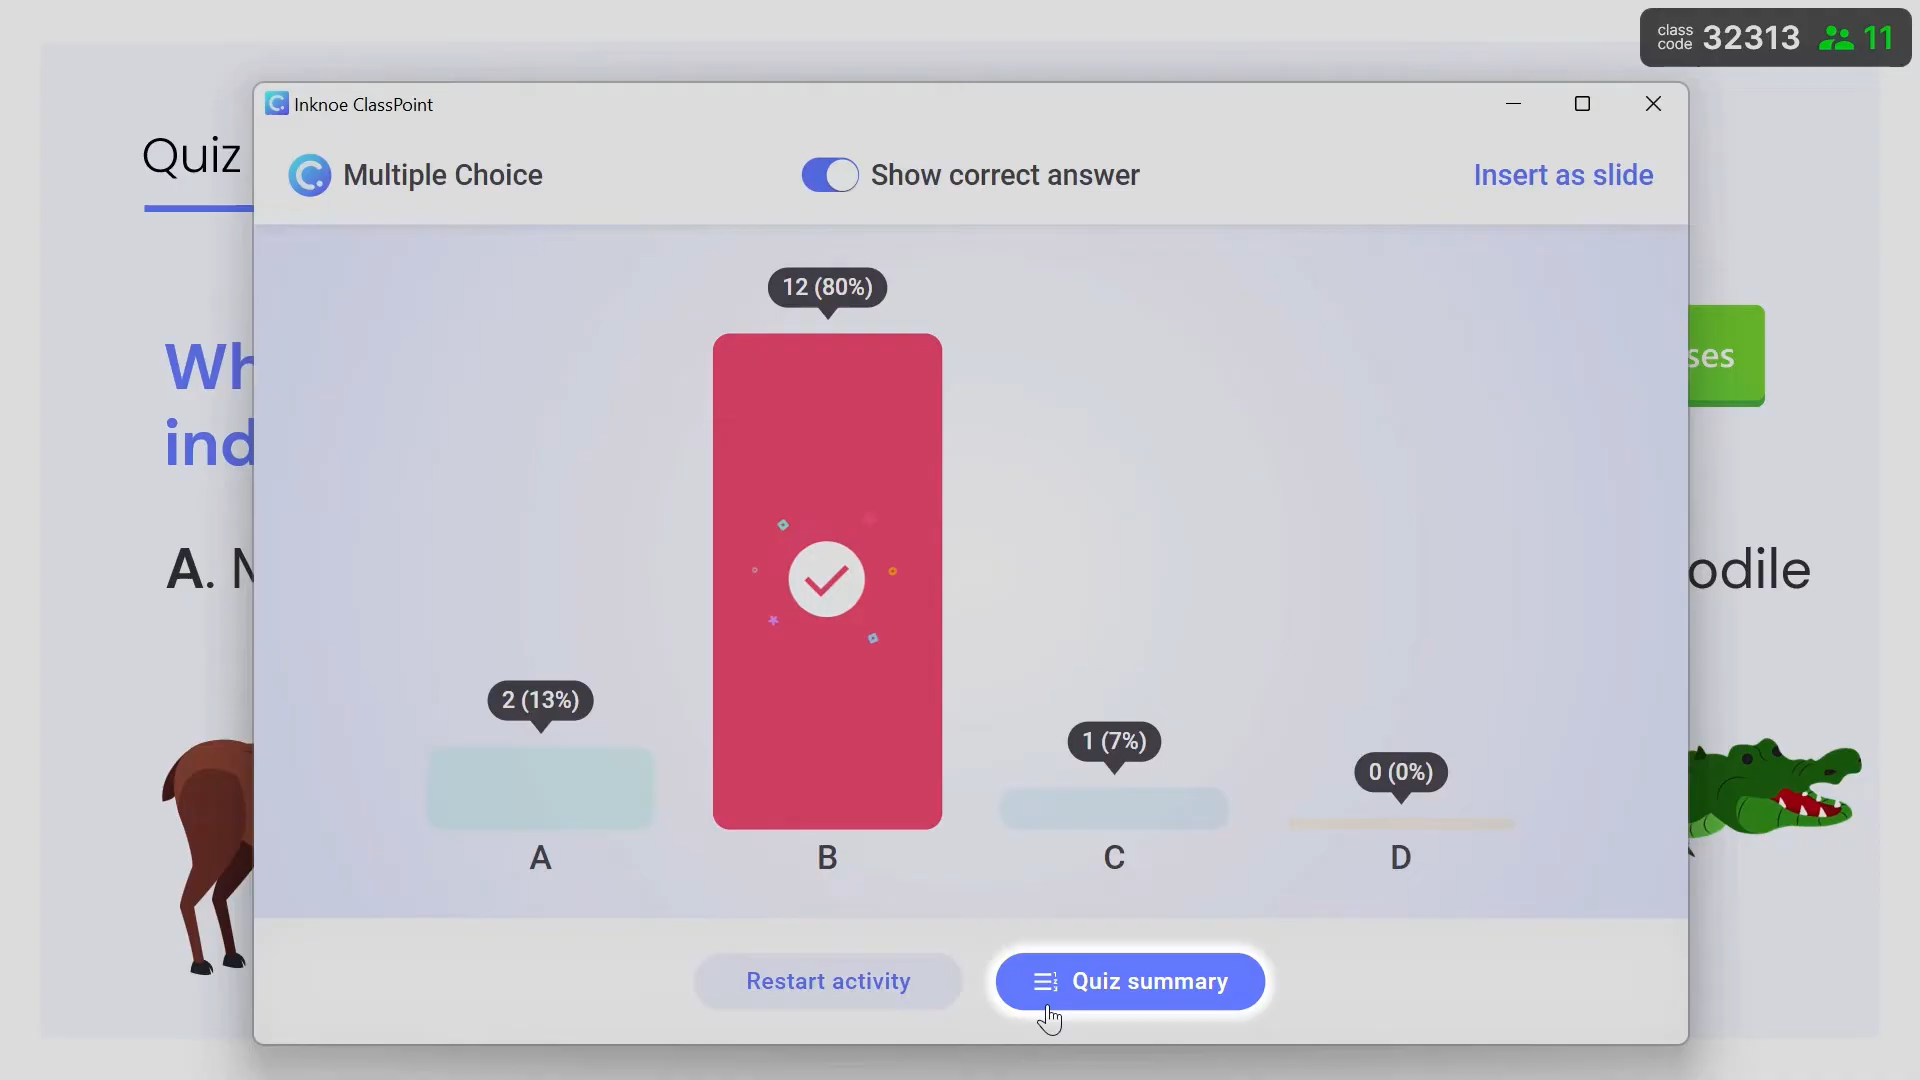 class code 32313 11
Inknoe ClassPoint
Quiz
Multiple Choice
Show correct answer
Insert as slide
12 (80%)
Wh
ses
ind
A. M
odile
2 (13%)
1 (7%)
0 (0%)
A
B
C
D
Restart activity
Quiz summary